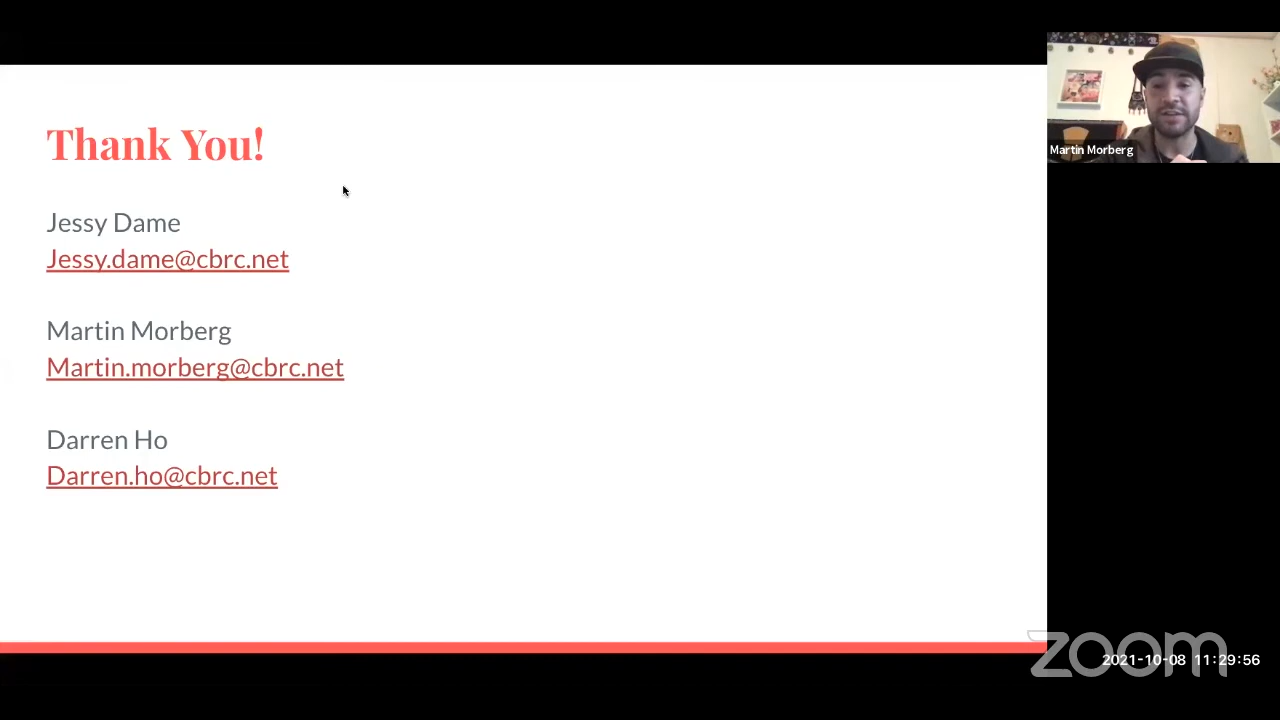 Thank You!
Jessy Dame
Jessy.dame@cbrc.net
Martin Morberg
Martin.morberg@cbrc.net
Darren Ho
Darren.ho@cbrc.net
Martin Morberg
zoom
2021-10-08 11:29:56